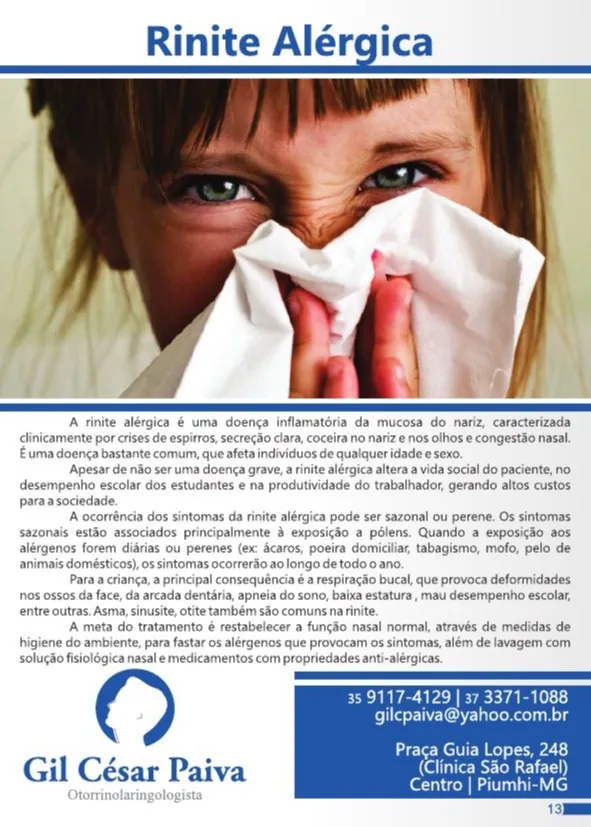 Rinite Alérgica
A rinite alérgica é uma doença inflamatória da mucosa do nariz, caracterizada
clinicamente por crises de espirros, secreção clara, coceira no nariz e nos olhos e congestão nasal.
É uma doença bastante comum, que afeta indivíduos de qualquer idade e sexo.
Apesar de não ser uma doença grave, a rinite alérgica altera a vida social do paciente, no
desempenho escolar dos estudantes e na produtividade do trabalhador, gerando altos custos
para a sociedade.
A ocorrência dos sintomas da rinite alérgica pode ser sazonal ou perene. Os sintomas
sazonais estão associados principalmente à exposição a pólens. Quando a exposição aos
alérgenos forem diárias ou perenes (ex: ácaros, poeira domiciliar, tabagismo, mofo, pelo de
animais domésticos), os sintomas ocorrerão ao longo de todo o ano.
Para a criança, a principal consequência é a respiração bucal, que provoca deformidades
nos ossos da face, da arcada dentária, apneia do sono, baixa estatura , mau desempenho escolar,
entre outras. Asma, sinusite, otite também são comuns na rinite.
A meta do tratamento é restabelecer a função nasal normal, através de medidas de
higiene do ambiente, para fastar os alérgenos que provocam os sintomas, além de lavagem com
solução fisiológica nasal e medicamentos com propriedades anti-alérgicas.
Gil César Paiva
Otorrinolaringologista
35 9117-4129 | 37 3371-1088
gilcpaiva@yahoo.com.br
Praça Guia Lopes, 248
(Clínica São Rafael)
Centro | Piumhi-MG
13